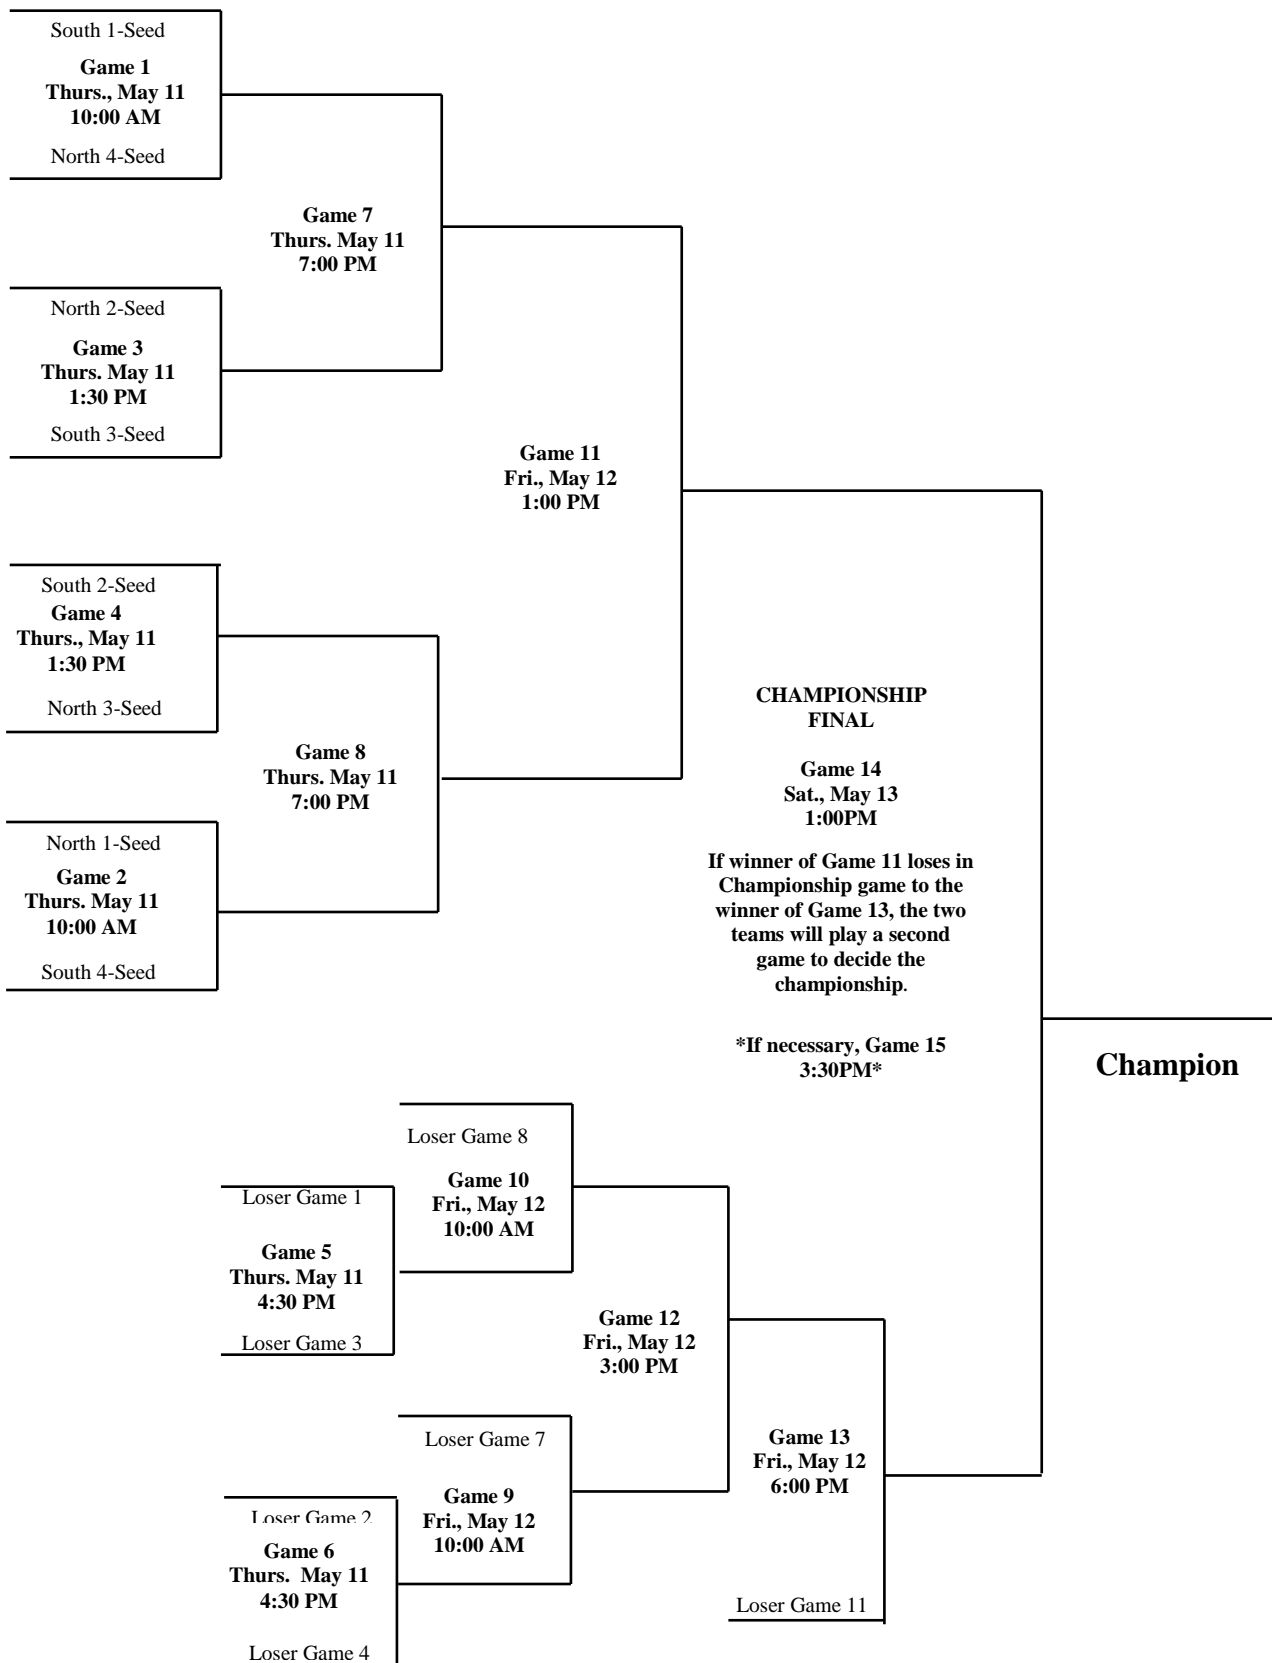 South 1-Seed
Game 1
Thurs., May 11
10:00 AM
North 4-Seed
Game 7
Thurs. May 11
7:00 PM
North 2-Seed
Game 3
Thurs. May 11
1:30 PM
South 3-Seed
Game 11
Fri., May 12
1:00 PM
South 2-Seed
Game 4
Thurs., May 11
1:30 PM
North 3-Seed
Game 8
Thurs. May 11
7:00 PM
North 1-Seed
Game 2
Thurs. May 11
10:00 AM
South 4-Seed
CHAMPIONSHIP
FINAL
Game 14
Sat., May 13
1:00PM
If winner of Game 11 loses in
Championship game to the
winner of Game 13, the two
teams will play a second
game to decide the
championship.
*If necessary, Game 15
3:30PM*
Champion
Loser Game 8
Game 10
Fri., May 12
10:00 AM
Loser Game 1
Game 5
Thurs. May 11
4:30 PM
Loser Game 3
Game 12
Fri., May 12
3:00 PM
Loser Game 7
Game 9
Fri., May 12
10:00 AM
Game 13
Fri., May 12
6:00 PM
Loser Game 2
Game 6
Thurs. May 11
4:30 PM
Loser Game 4
Loser Game 11